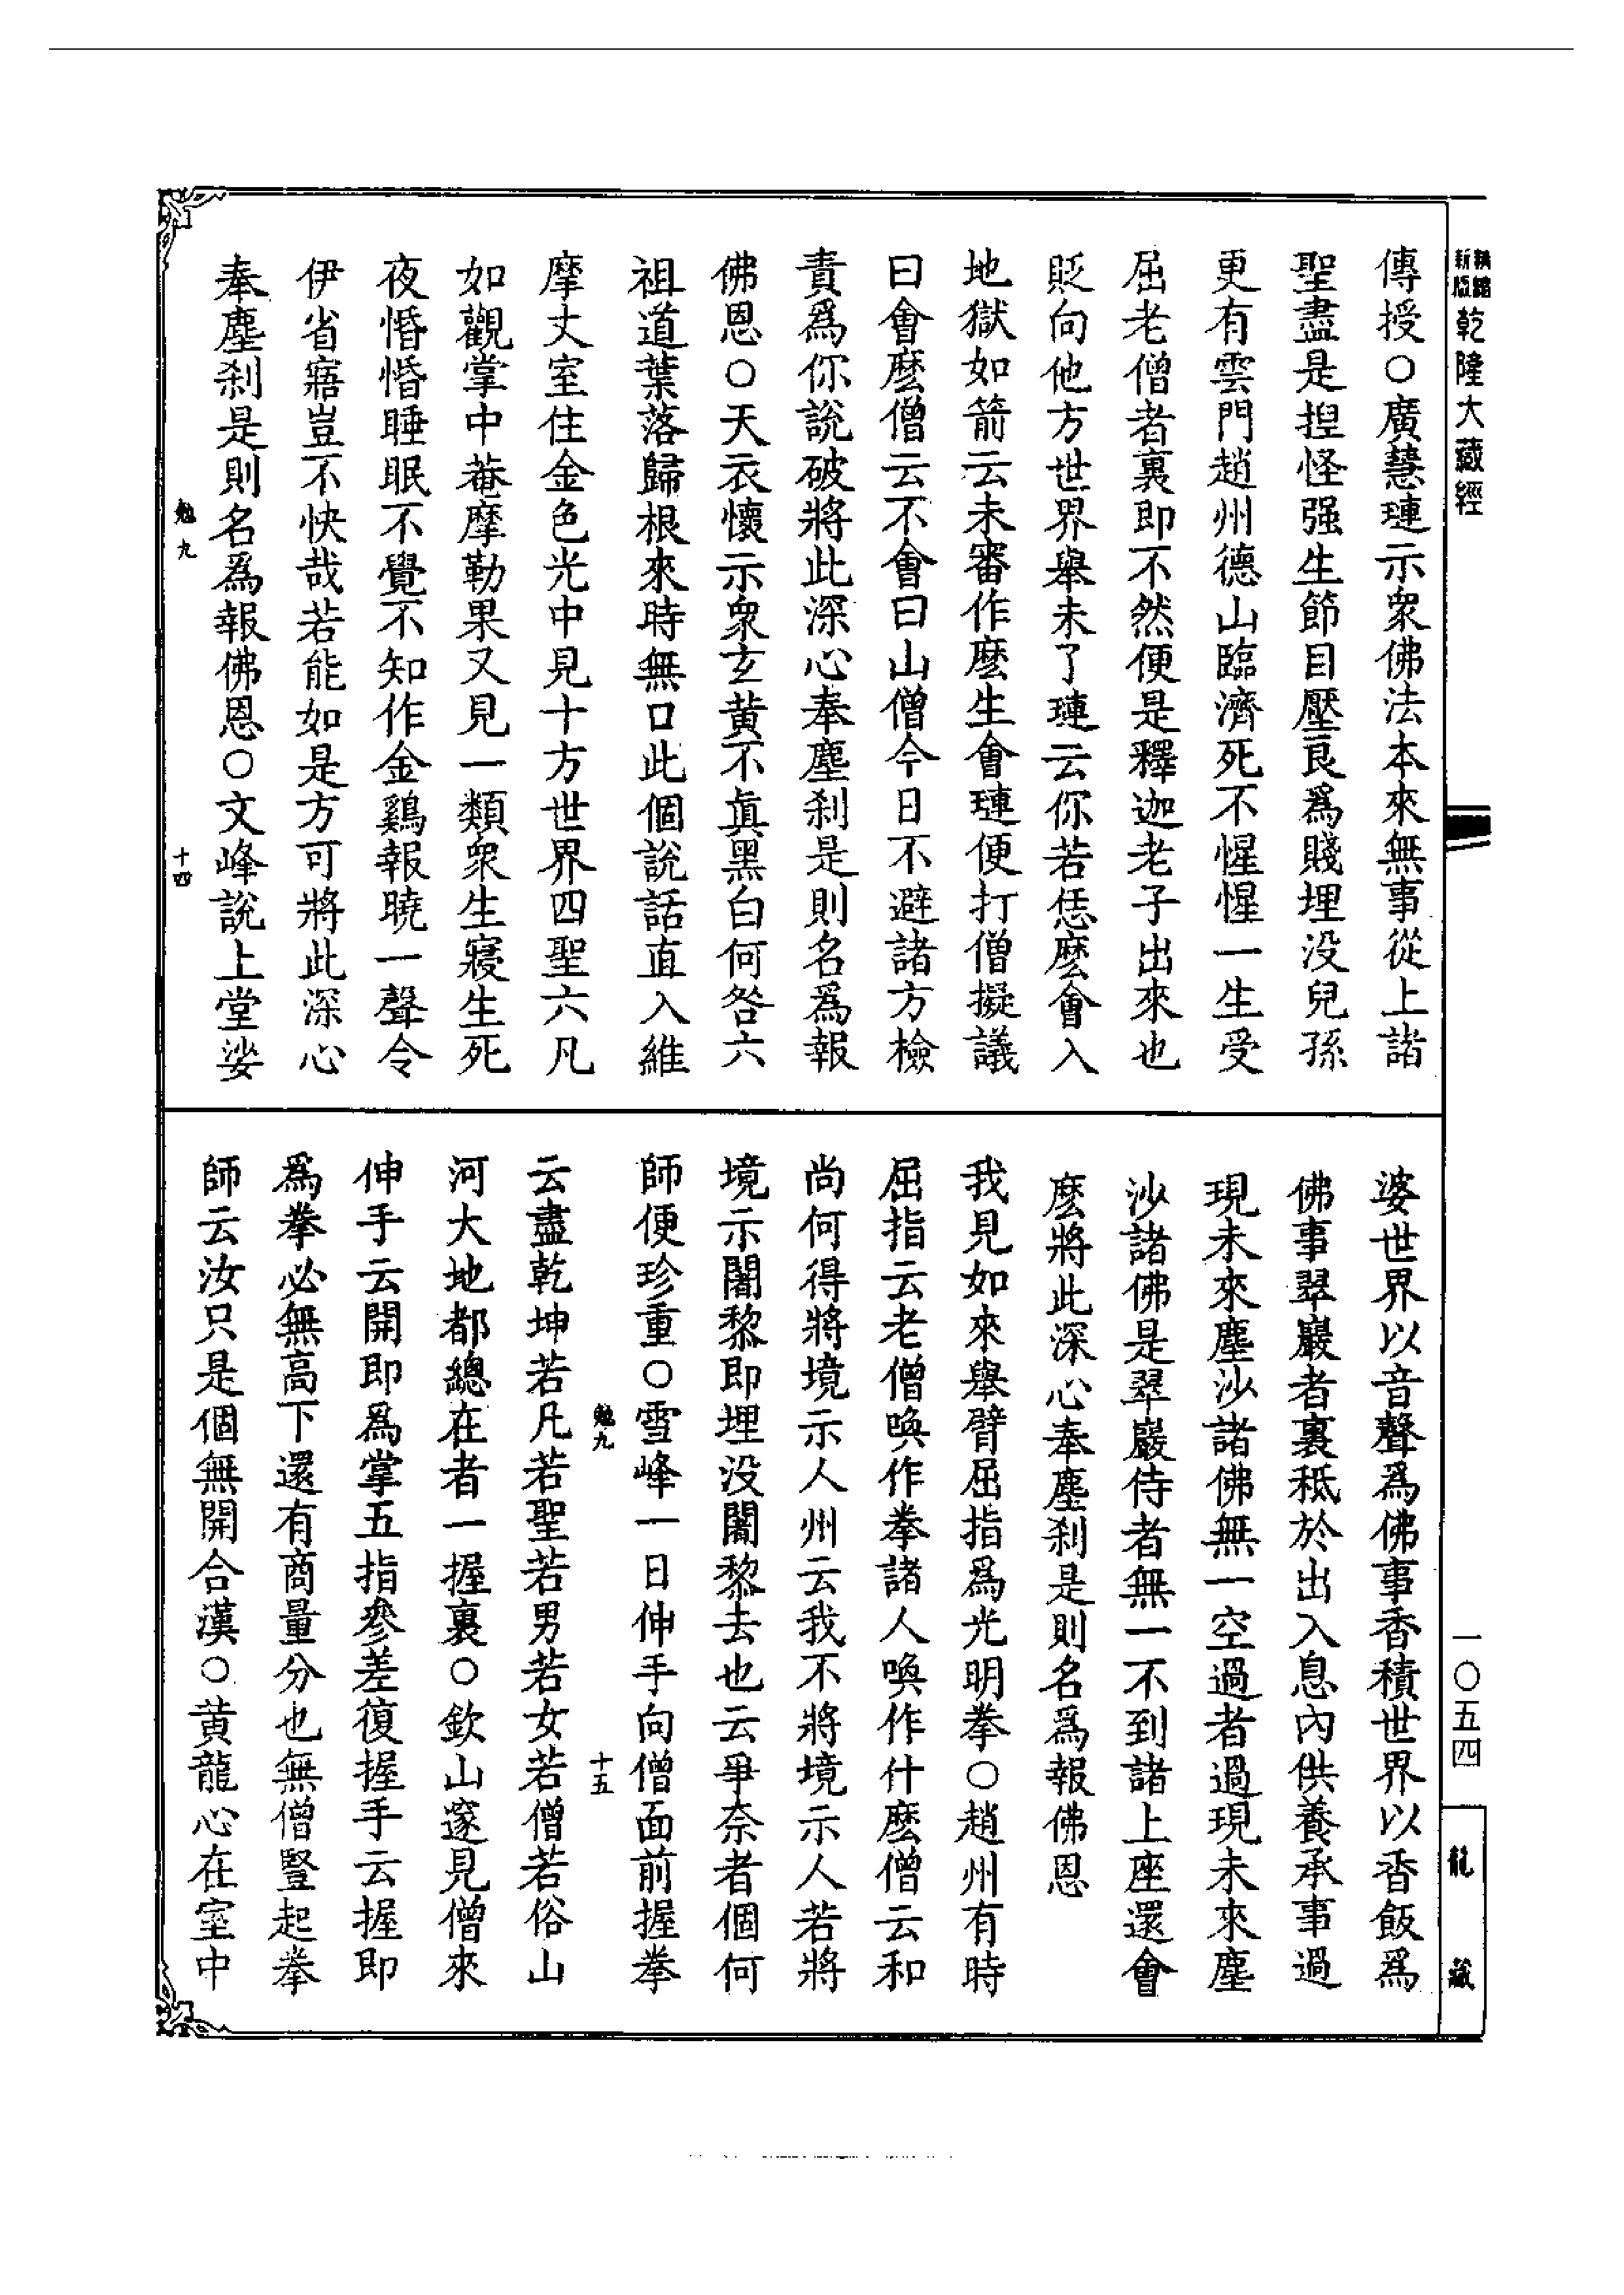 新版
乾隆大藏經
傳授○廣慧璉示衆佛法本來無事從上諸
聖盡是揑怪强生節目壓良爲賤埋没兒孫
更有雲門趙州德山臨濟死不惺惺一生受
屈老僧者裏即不然便是釋迦老子出來也
貶向他方世界舉未了璉云你若恁麽會入
地獄如箭云未審作麽生會璉便打僧擬議
曰會麽僧云不會曰山僧今日不避諸方檢
責爲你說破將此深心奉塵刹是則名爲報
佛恩○天衣懷示衆玄黄不眞黑白何咎六
祖道葉落歸根來時無口此個說話直入維
摩丈室住金色光中見十方世界四聖六凡
如觀掌中菴摩勒果又見一類衆生寢生死
夜惛惛睡眠不覺不知作金鷄報曉一聲令
伊省寤豈不快哉若能如是方可將此深心
奉塵刹是則名爲報佛恩○文峰說上堂娑
勉九
十四
婆世界以音聲爲佛事香積世界以香飯爲
佛事翠巖者裏秪於出入息內供養承事過
現未來塵沙諸佛無一空過者過現未來塵
沙諸佛是翠巖侍者無一不到諸上座還會
麽將此深心奉塵刹是則名爲報佛恩
我見如來舉臂屈指爲光明拳○趙州有時
屈指云老僧喚作拳諸人喚作什麽僧云和
尚何得將境示人州云我不將境示人若將
境示闍黎即埋没闍黎去也云爭奈者個何
師便珍重○雪峰一日伸手向僧面前握拳
勉九
十五
云盡乾坤若凡若聖若男若女若僧若俗山
河大地都總在者一握裏○欽山邃見僧來
伸手云開即爲掌五指參差復握手云握即
爲拳必無高下還有商量分也無僧豎起拳
師云汝只是個無開合漢○黄龍心在室中
一〇五四
龍藏